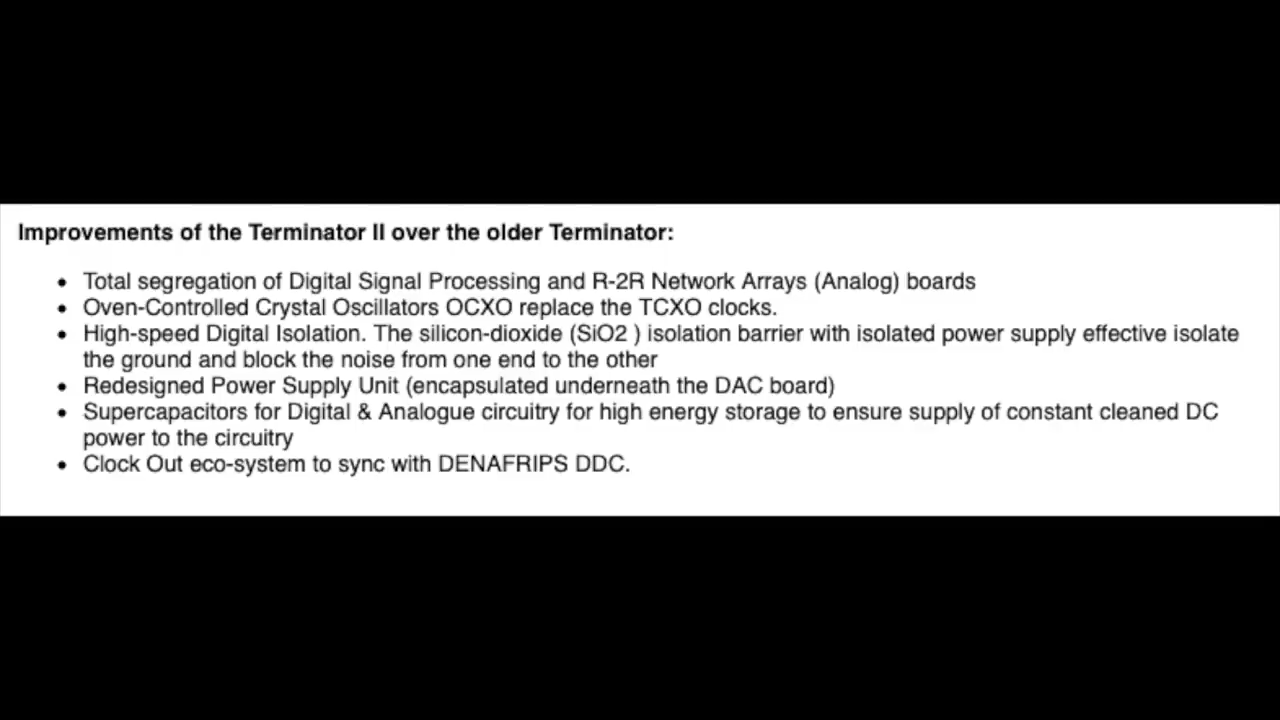 Improvements of the Terminator II over the older Terminator:
• Total segregation of Digital Signal Processing and R-2R Network Arrays (Analog) boards
• Oven-Controlled Crystal Oscillators OCXO replace the TCXO clocks.
• High-speed Digital Isolation. The silicon-dioxide (SiO2 ) isolation barrier with isolated power supply effective isolate
the ground and block the noise from one end to the other
• Redesigned Power Supply Unit (encapsulated underneath the DAC board)
• Supercapacitors for Digital & Analogue circuitry for high energy storage to ensure supply of constant cleaned DC
power to the circuitry
• Clock Out eco-system to sync with DENAFRIPS DDC.